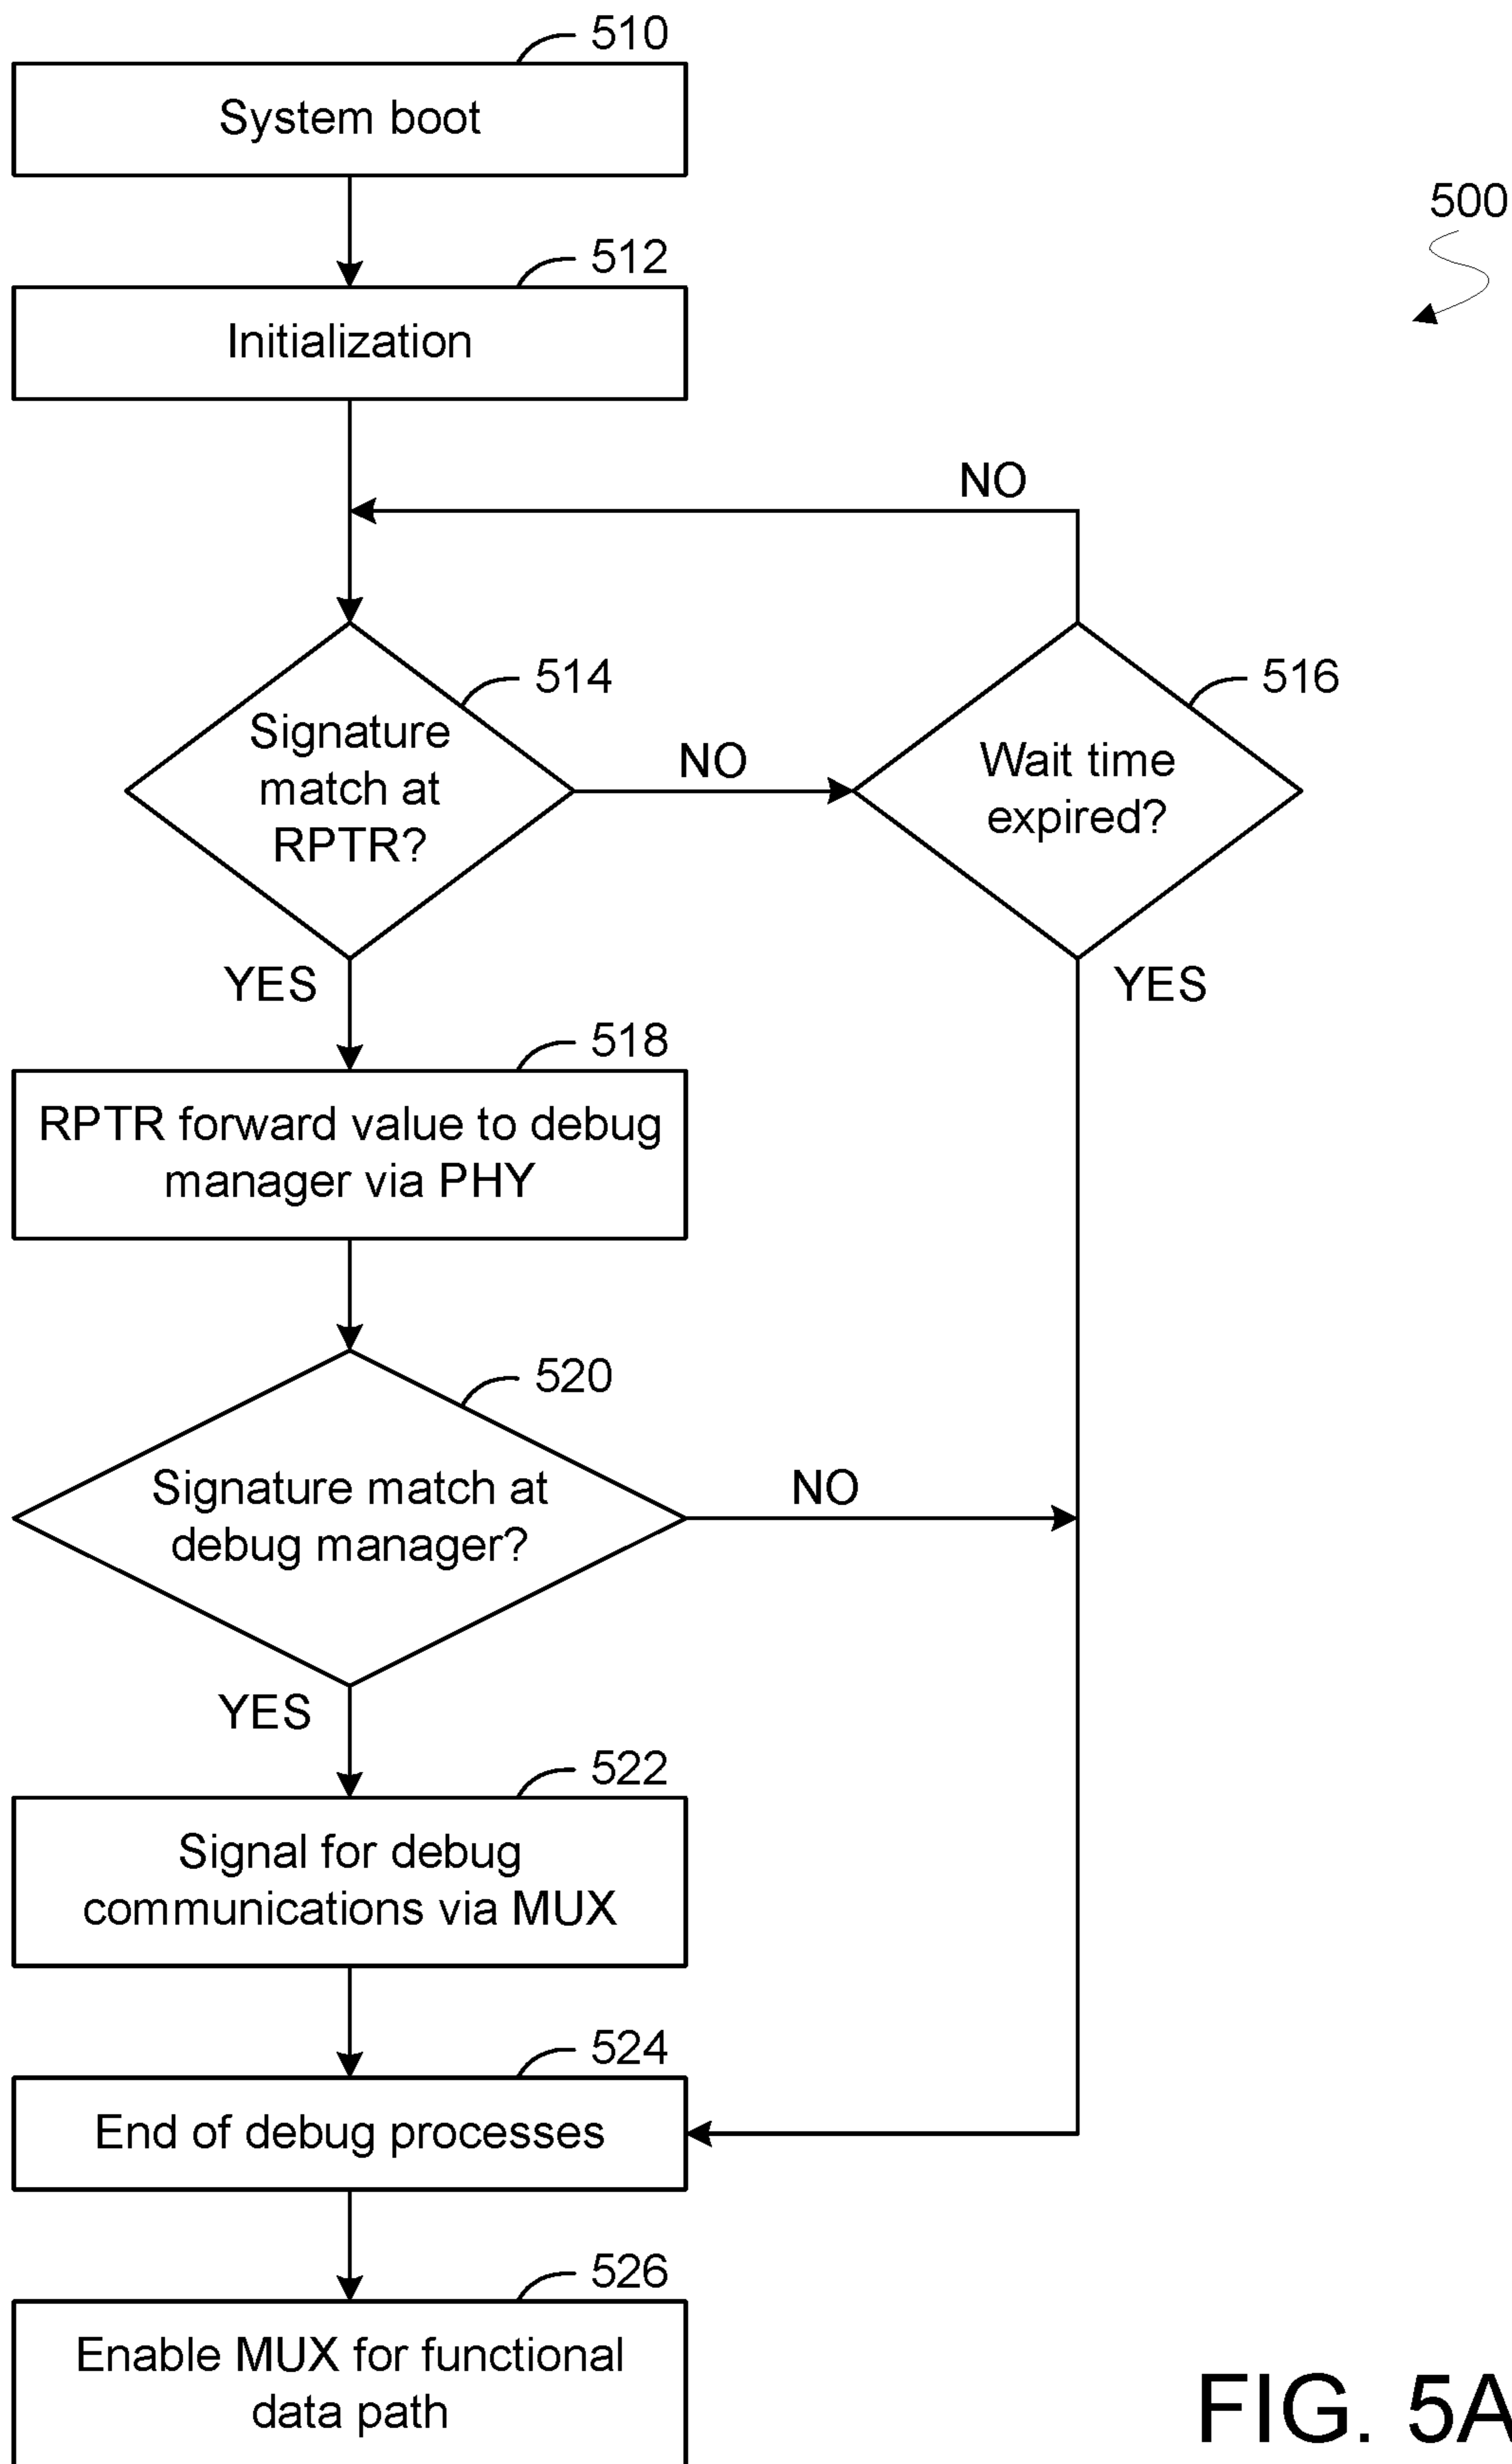 510
System boot
500
512
Initialization
NO
514
Signature
match at
RPTR?
NO
516
Wait time
expired?
YES
YES
518
RPTR forward value to debug
manager via PHY
520
Signature match at
debug manager?
NO
YES
522
Signal for debug
communications via MUX
524
End of debug processes
526
Enable MUX for functional
data path
FIG. 5A